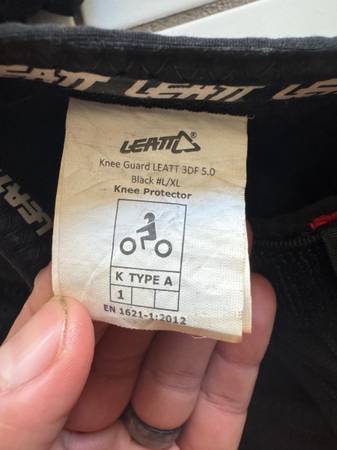 LEATT LEATT LEATT
LEATT
LEATT
Knee Guard LEATT 3DF 5.0
Black #L/XL
Knee Protector
K TYPE A
1
EN 1621-1:2012